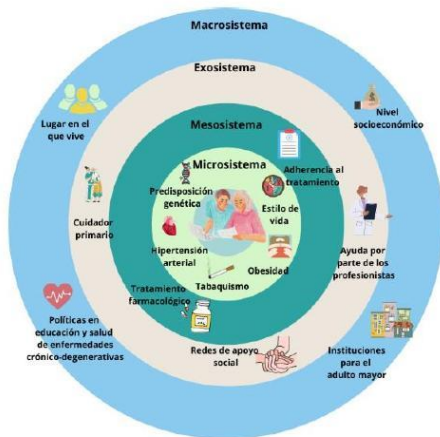 Macrosistema
Exosistema
Lugar en el
que vive
Nivel
socioeconómico
Mesosistema
Adherencia al
tratamiento
Microsistema
Predisposición
genética
Estilo de
vida
Cuidador
primario
Hipertensión
arterial
Obesidad
Ayuda por
parte de los
profesionistas
Tabaquismo
Tratamiento
farmacológico
Políticas en
educación y salud
de enfermedades
crónico-degenerativas
Redes de apoyo
social
Instituciones
para el
adulto mayor